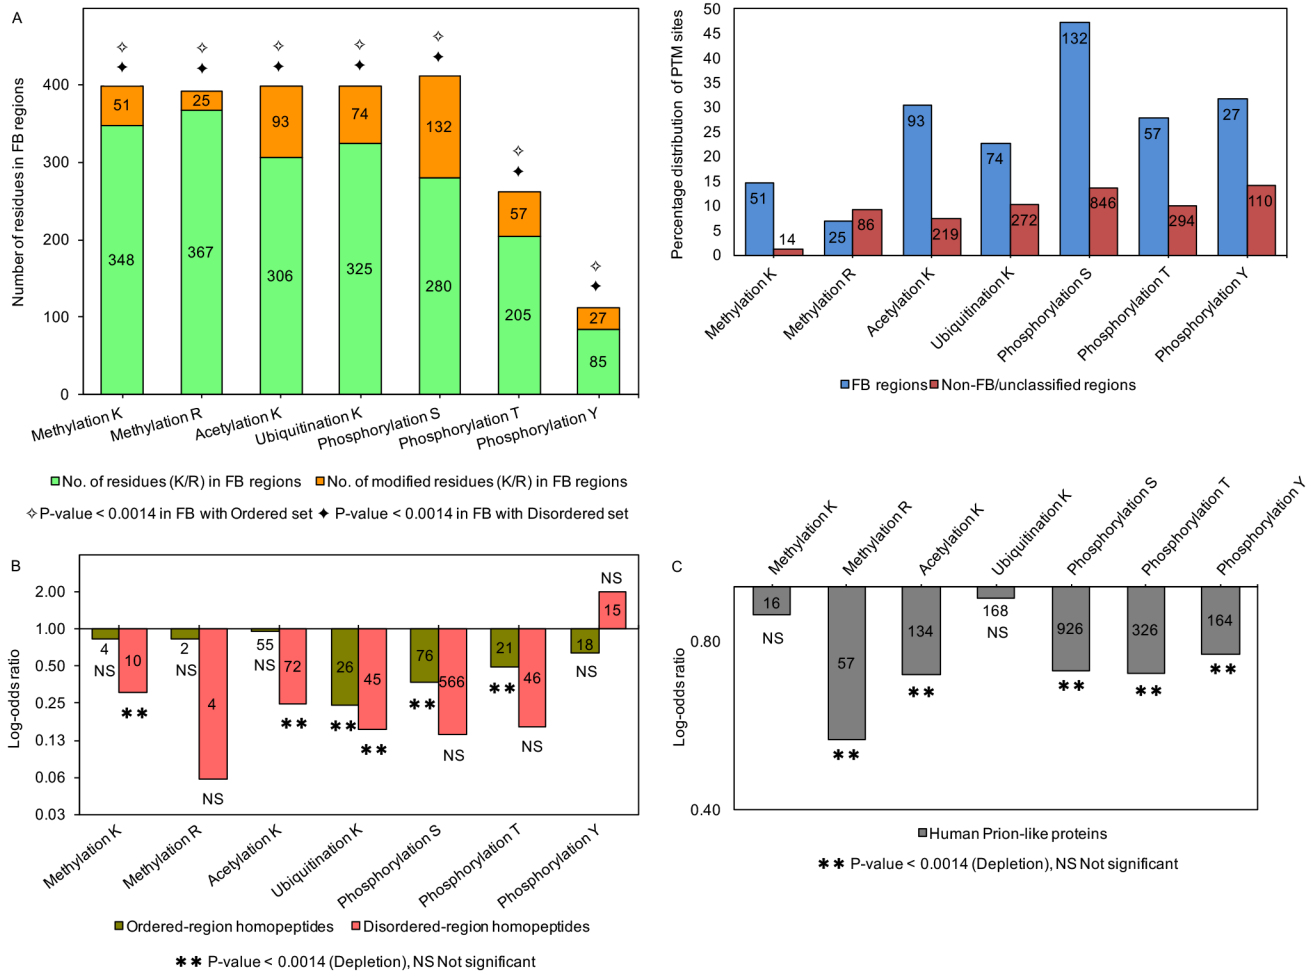 A
Number of residues in FB regions
400
300
200
100
0
51
25
93
74
132
57
27
348
367
306
325
280
205
85
Methylation K
Methylation R
Acetylation K
Ubiquitination K
Phosphorylation S
Phosphorylation T
Phosphorylation Y
No. of residues (K/R) in FB regions
No. of modified residues (K/R) in FB regions
✧ P-value < 0.0014 in FB with Ordered set ✦ P-value < 0.0014 in FB with Disordered set
Percentage distribution of PTM sites
50
45
40
35
30
25
20
15
10
5
0
51
14
25
86
93
219
74
272
132
846
57
294
27
110
Methylation K
Methylation R
Acetylation K
Ubiquitination K
Phosphorylation S
Phosphorylation T
Phosphorylation Y
FB regions
Non-FB/unclassified regions
B
Log-odds ratio
2.00
1.00
0.50
0.25
0.13
0.06
0.03
4
NS
10
✱✱
2
NS
4
NS
55
NS
72
✱✱
26
✱✱
45
✱✱
76
✱✱
566
NS
21
✱✱
46
NS
18
NS
NS
15
Methylation K
Methylation R
Acetylation K
Ubiquitination K
Phosphorylation S
Phosphorylation T
Phosphorylation Y
Ordered-region homopeptides
Disordered-region homopeptides
✱✱ P-value < 0.0014 (Depletion), NS Not significant
C
Methylation K
Methylation R
Acetylation K
Ubiquitination K
Phosphorylation S
Phosphorylation T
Phosphorylation Y
Log-odds ratio
0.80
0.40
16
NS
57
✱✱
134
✱✱
168
NS
926
✱✱
326
✱✱
164
✱✱
Human Prion-like proteins
✱✱ P-value < 0.0014 (Depletion), NS Not significant